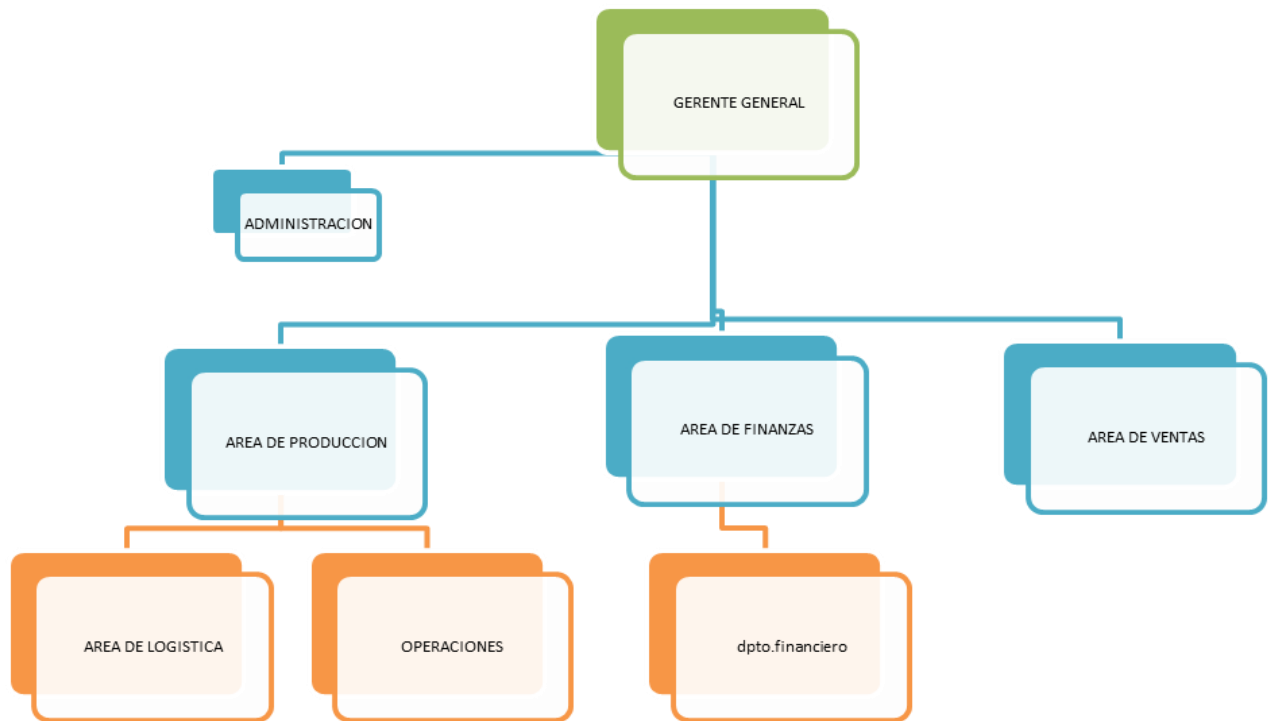 GERENTE GENERAL
ADMINISTRACION
AREA DE PRODUCCION
AREA DE FINANZAS
AREA DE VENTAS
AREA DE LOGISTICA
OPERACIONES
dpto.financiero